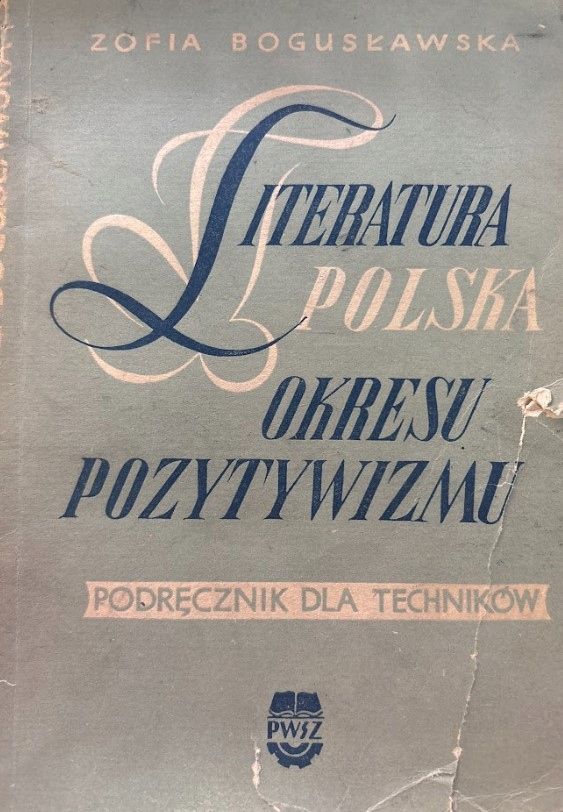 ZOFIA BOGUSŁAWSKA
LITERATURA
POLSKA
OKRESU
POZYTYWIZMU
PODRĘCZNIK DLA TECHNIKÓW
PWSZ